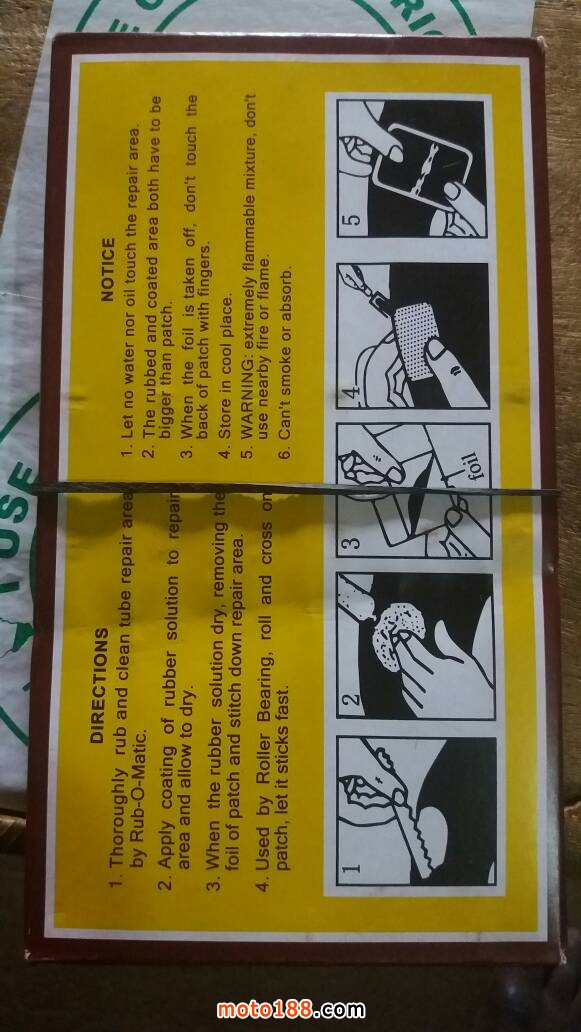 DIRECTIONS
1. Thoroughly rub and clean tube repair area
by Rub-O-Matic.
2. Apply coating of rubber solution to repair
area and allow to dry.
3. When the rubber solution dry, removing the
foil of patch and stitch down repair area.
4. Used by Roller Bearing, roll and cross on
patch, let it sticks fast.
NOTICE
1. Let no water nor oil touch the repair area.
2. The rubbed and coated area both have to be
bigger than patch.
3. When the foil is taken off, don't touch the
back of patch with fingers.
4. Store in cool place.
5. WARNING: extremely flammable mixture, don't
use nearby fire or flame.
6. Can't smoke or absorb.
1
2
3
foil
4
5
USE
moto188.com